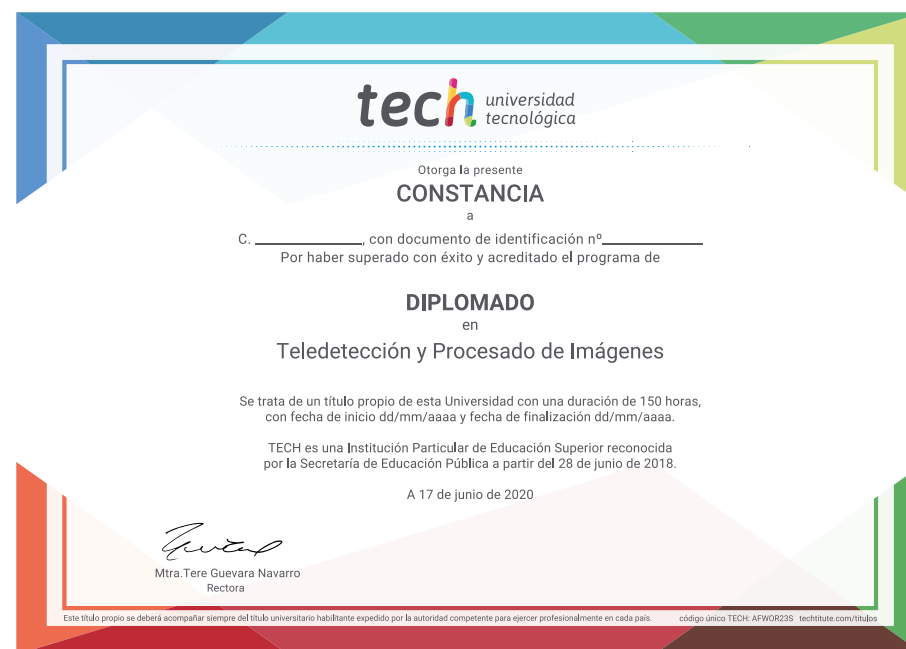 tech universidad
tecnológica
Otorga la presente
CONSTANCIA
a
C. ____________, con documento de identificación nº____________
Por haber superado con éxito y acreditado el programa de
DIPLOMADO
en
Teledetección y Procesado de Imágenes
Se trata de un título propio de esta Universidad con una duración de 150 horas,
con fecha de inicio dd/mm/aaaa y fecha de finalización dd/mm/aaaa.
TECH es una Institución Particular de Educación Superior reconocida
por la Secretaría de Educación Pública a partir del 28 de junio de 2018.
A 17 de junio de 2020
Mtra.Tere Guevara Navarro
Rectora
Este título propio se deberá acompañar siempre del título universitario habilitante expedido por la autoridad competente para ejercer profesionalmente en cada país. código único TECH: AFWOR23S techtitute.com/titulos